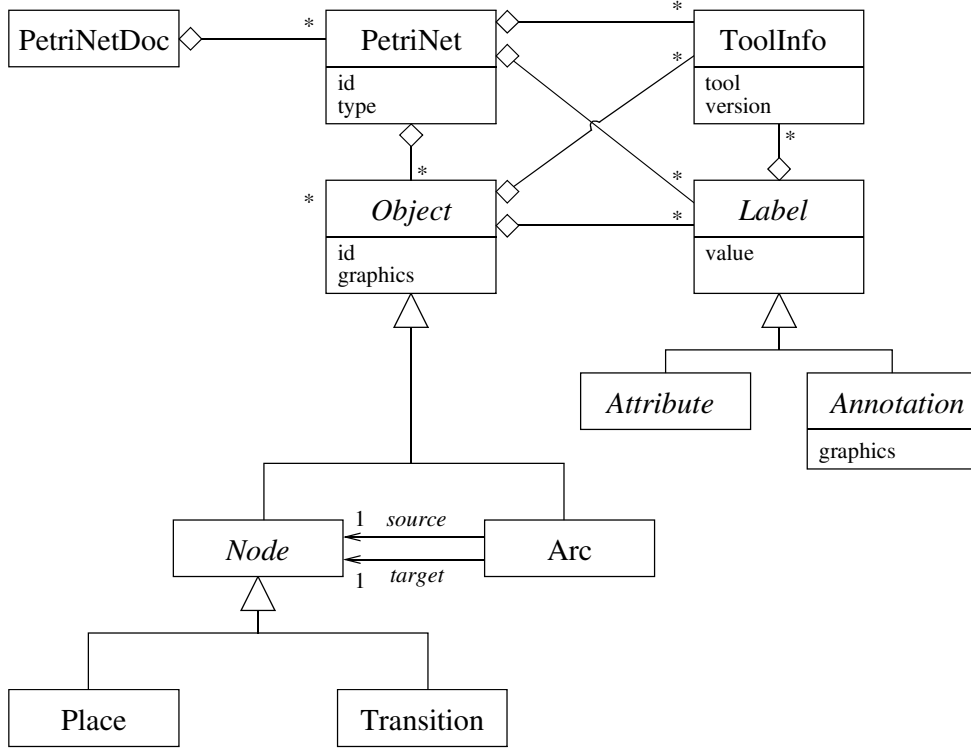 PetriNetDoc
*
PetriNet
id
type
*
ToolInfo
tool
version
*
*
*
*
*
Object
id
graphics
*
*
Label
value
Attribute
Annotation
graphics
Node
1 source
1 target
Arc
Place
Transition